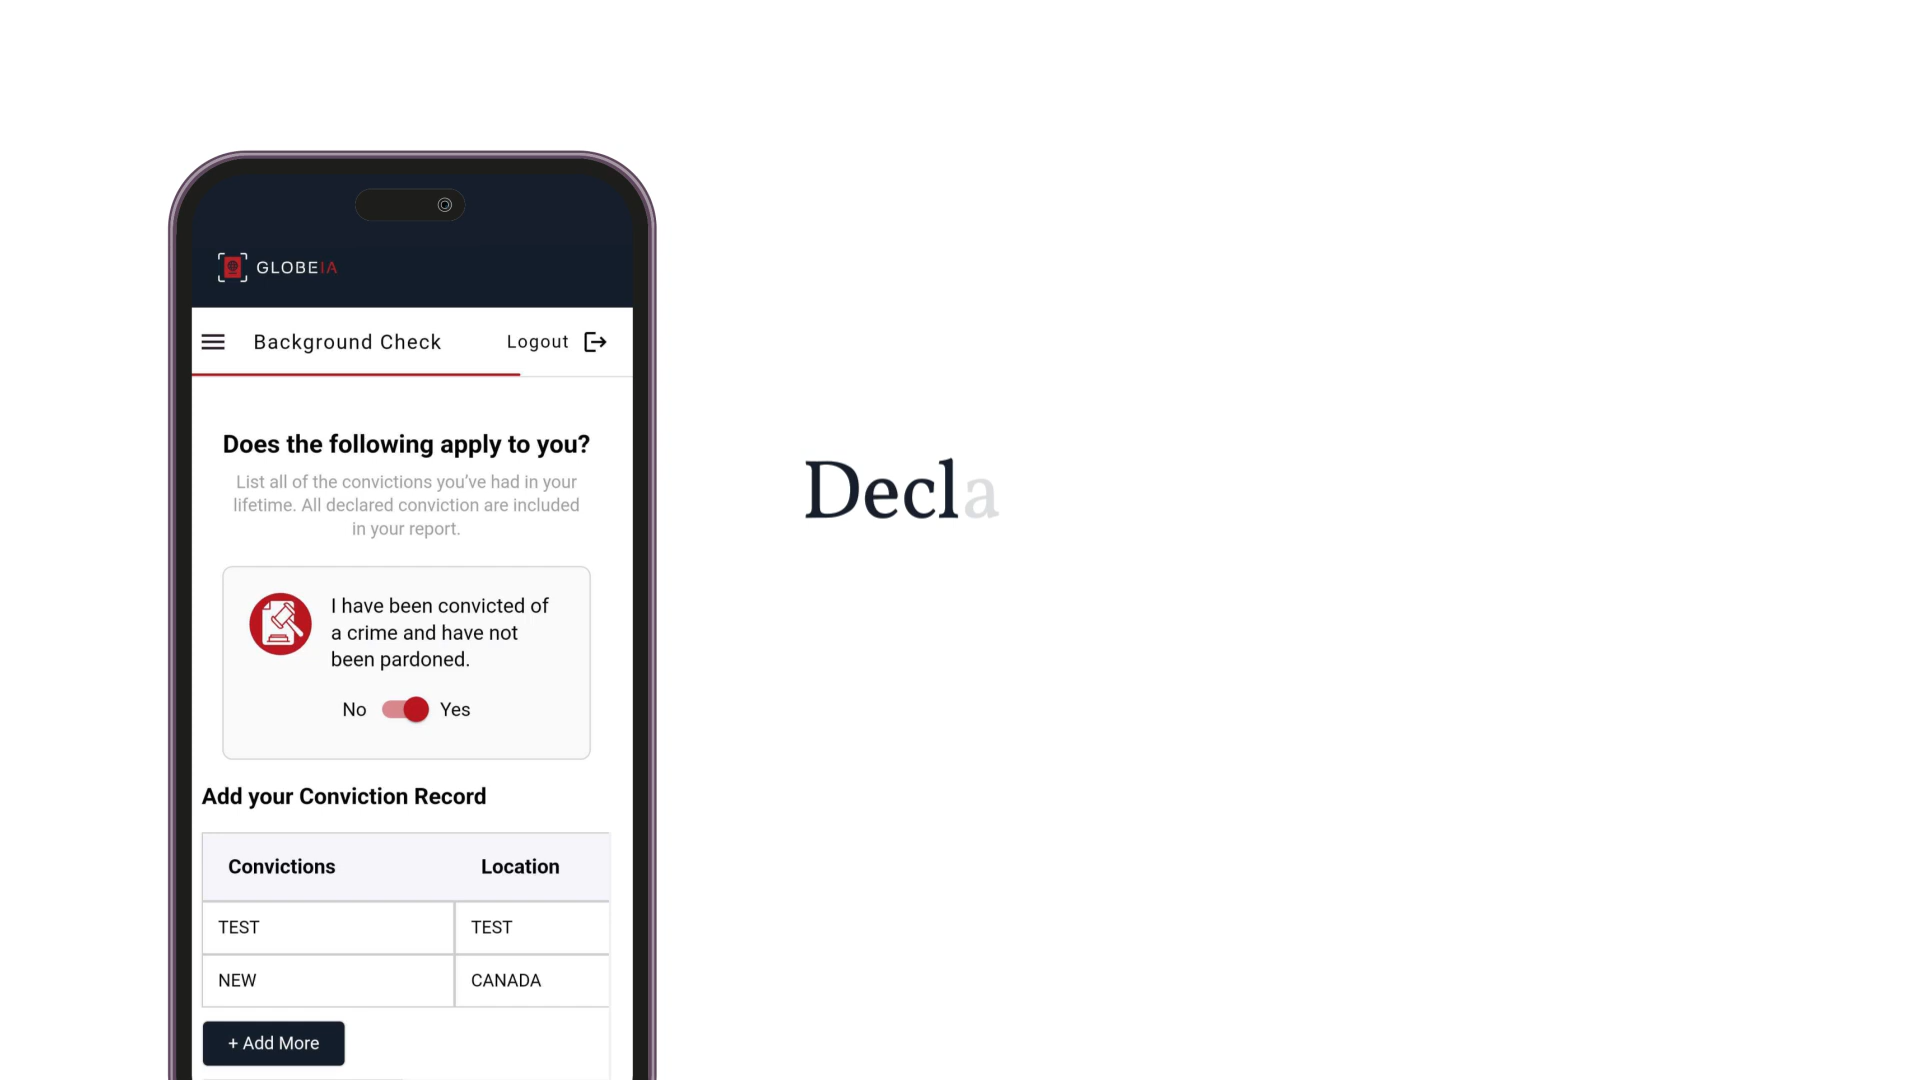 GLOBEIA
Background Check
Logout
Does the following apply to you?
List all of the convictions you’ve had in your
lifetime. All declared conviction are included
in your report.
I have been convicted of
a crime and have not
been pardoned.
No
Yes
Add your Conviction Record
Convictions
Location
TEST
TEST
NEW
CANADA
+ Add More
Decla